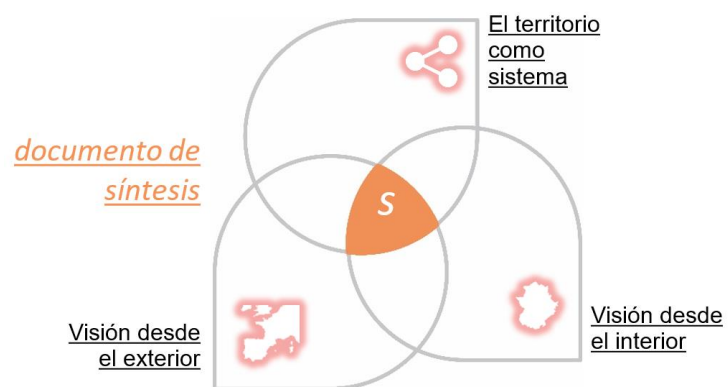 El territorio
como
sistema
documento de
síntesis
S
Visión desde
el exterior
Visión desde
el interior